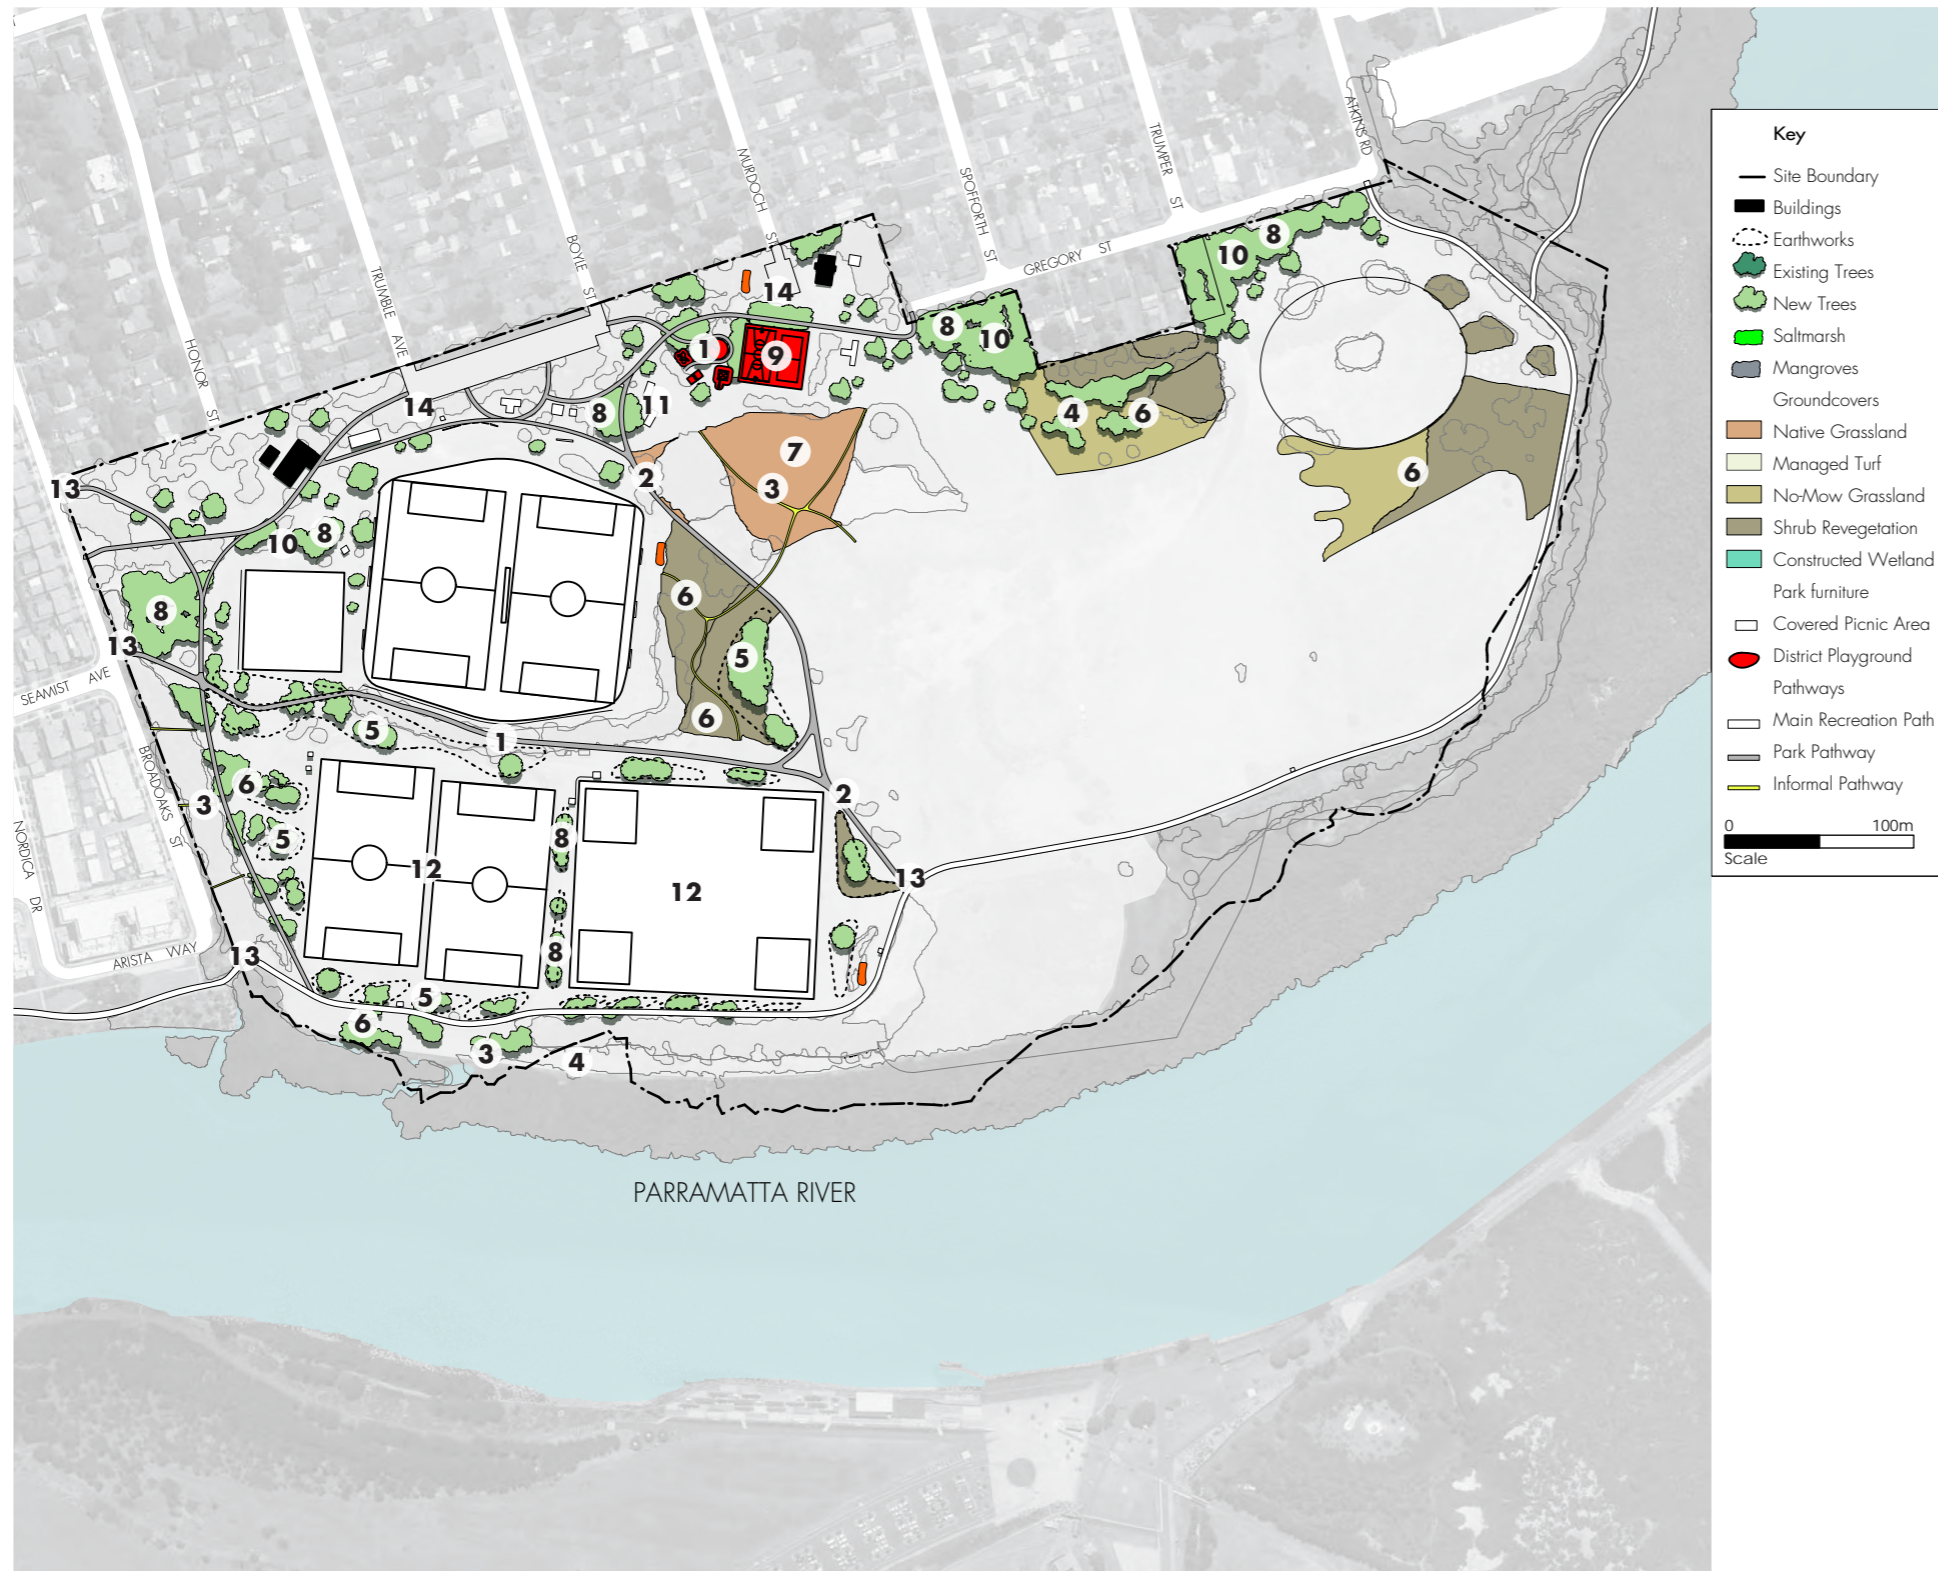 ATKINS RD
TRUMPER ST
MURDOCH ST
SPOFFORTH ST
GREGORY ST
BOYLE ST
TRUMBLE AVE
HONOR ST
8
10
14
8
10
1
9
14
8
11
4
6
7
6
2
3
13
10
8
6
8
13
5
6
SEAMIST AVE
5
1
BROADOAKS ST
6
3
2
5
8
12
12
13
NORDICA DR
8
ARISTA WAY
13
5
6
3
4
PARRAMATTA RIVER
Key
Site Boundary
Buildings
Earthworks
Existing Trees
New Trees
Saltmarsh
Mangroves
Groundcovers
Native Grassland
Managed Turf
No-Mow Grassland
Shrub Revegetation
Constructed Wetland
Park furniture
Covered Picnic Area
District Playground
Pathways
Main Recreation Path
Park Pathway
Informal Pathway
0 100m
Scale